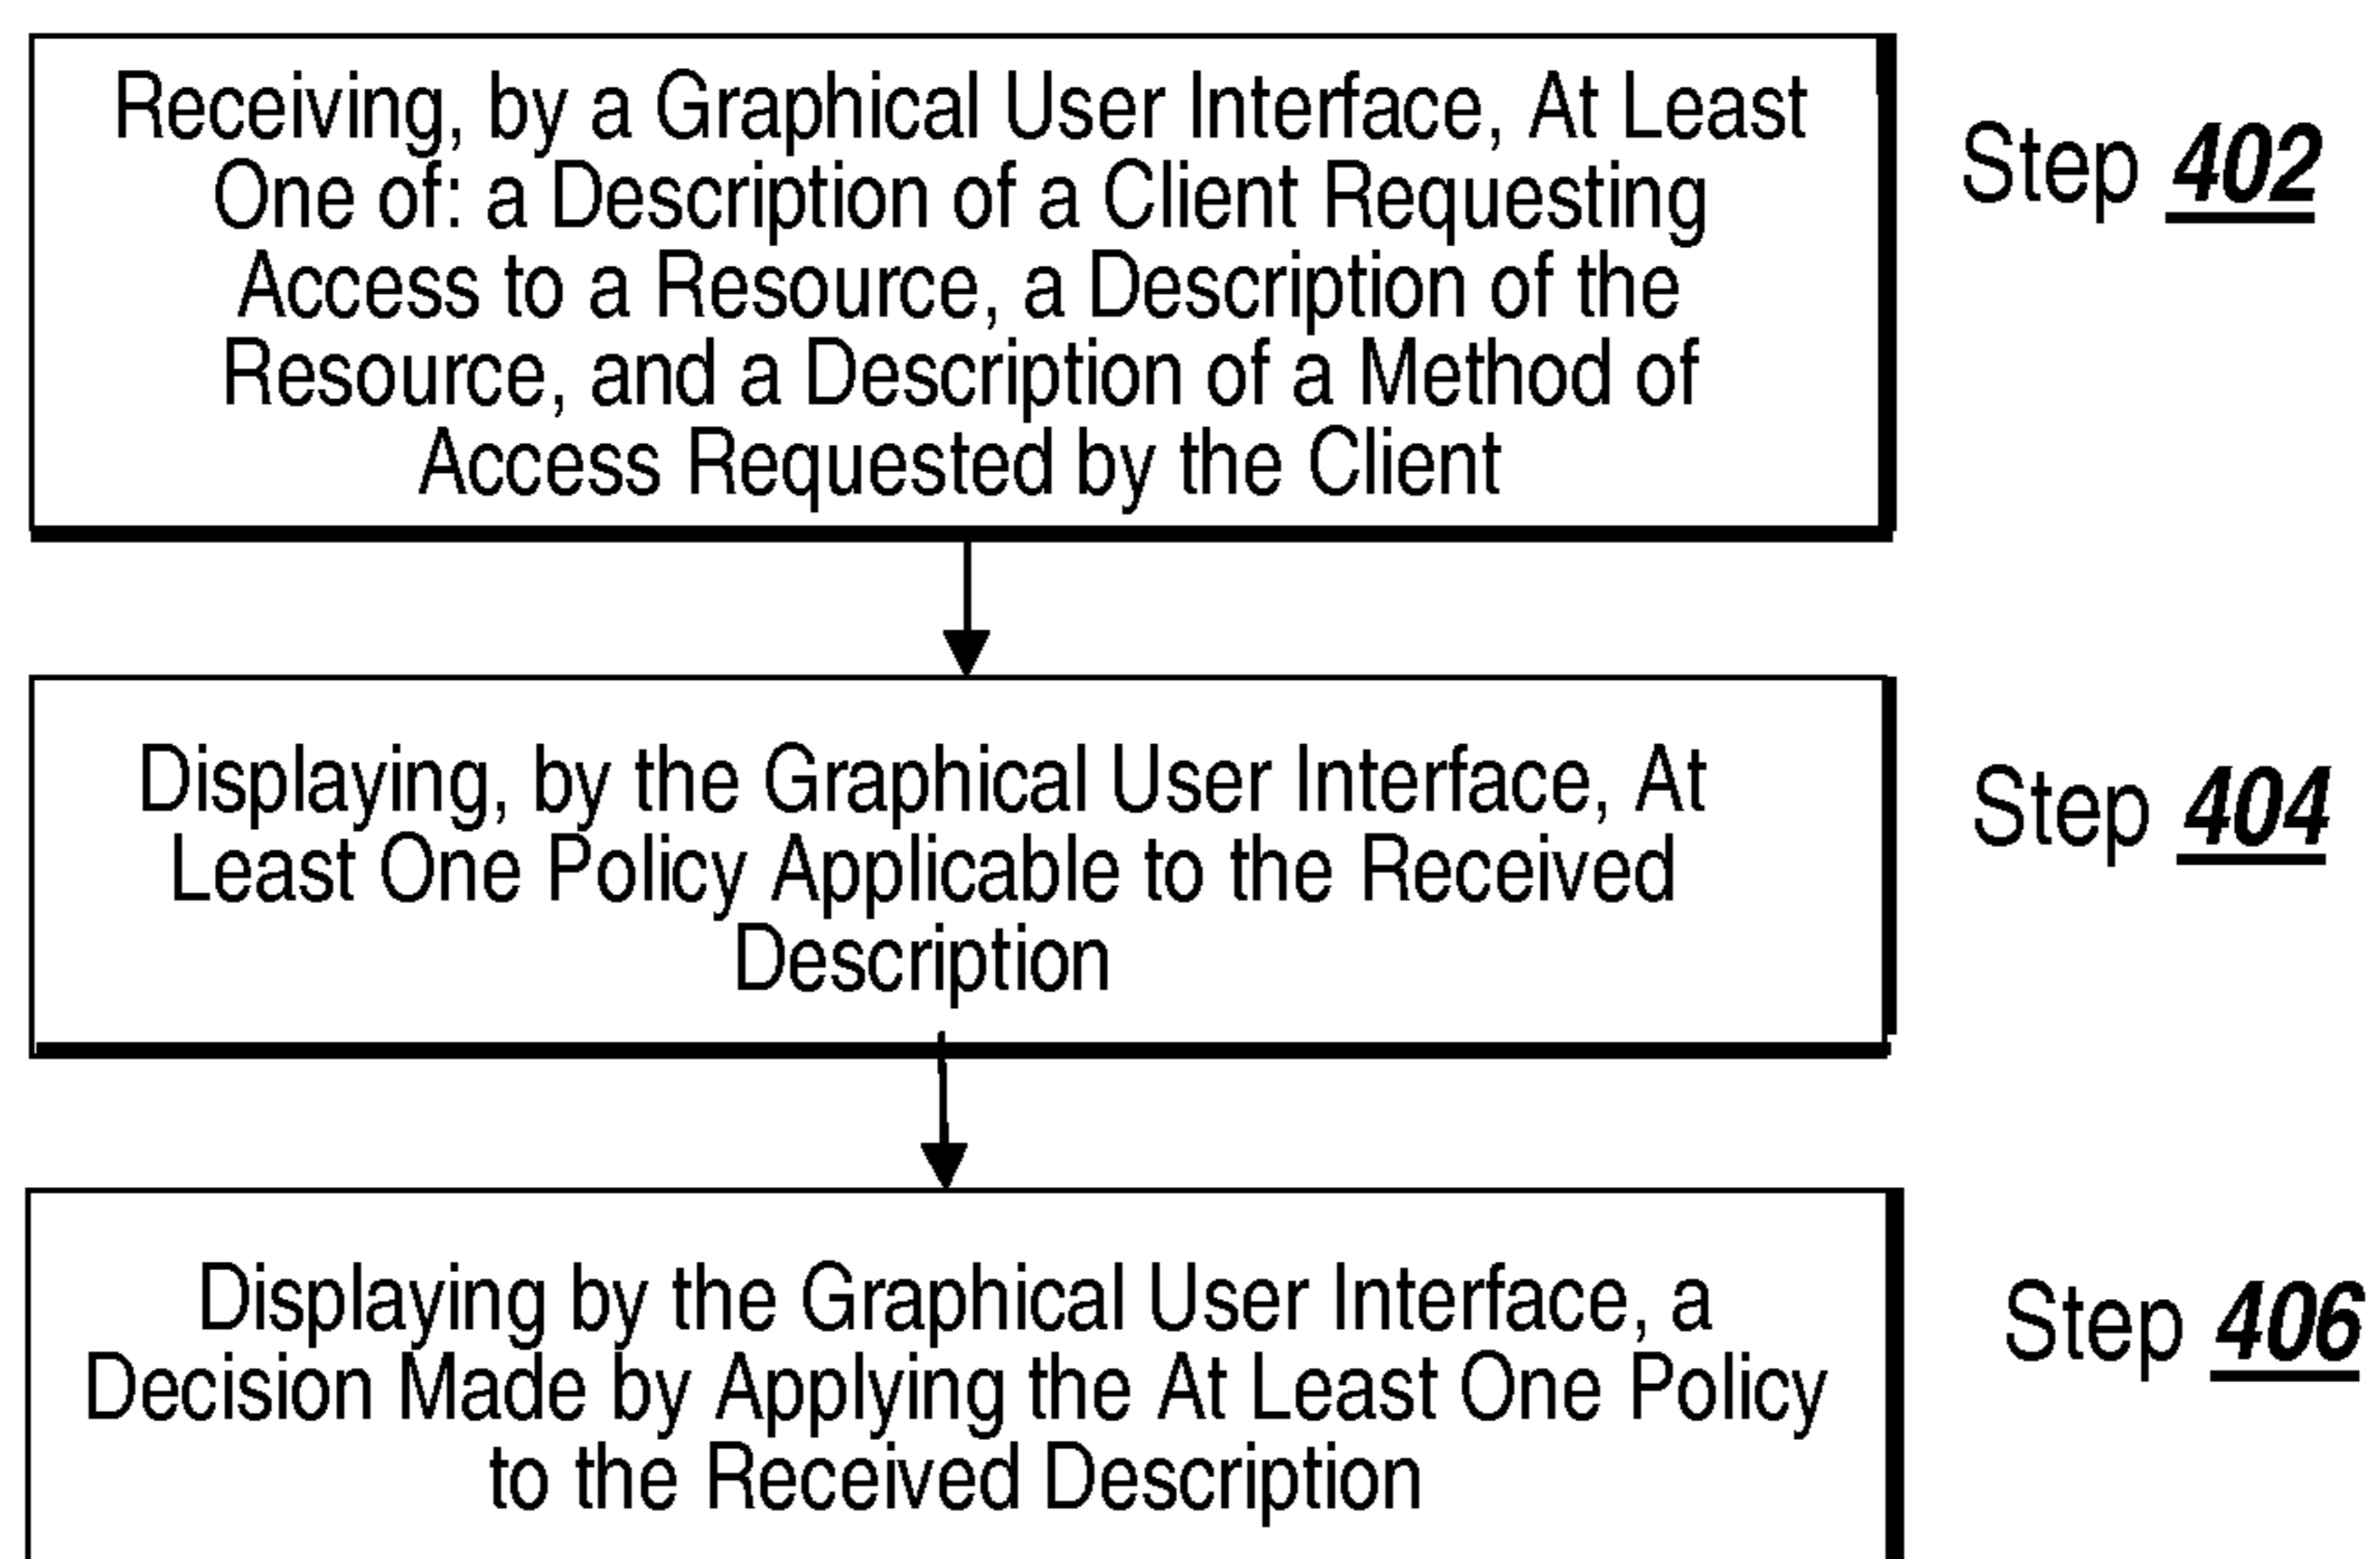 Receiving, by a Graphical User Interface, At Least
One of: a Description of a Client Requesting
Access to a Resource, a Description of the
Resource, and a Description of a Method of
Access Requested by the Client
Step 402
Displaying, by the Graphical User Interface, At
Least One Policy Applicable to the Received
Description
Step 404
Displaying by the Graphical User Interface, a
Decision Made by Applying the At Least One Policy
to the Received Description
Step 406